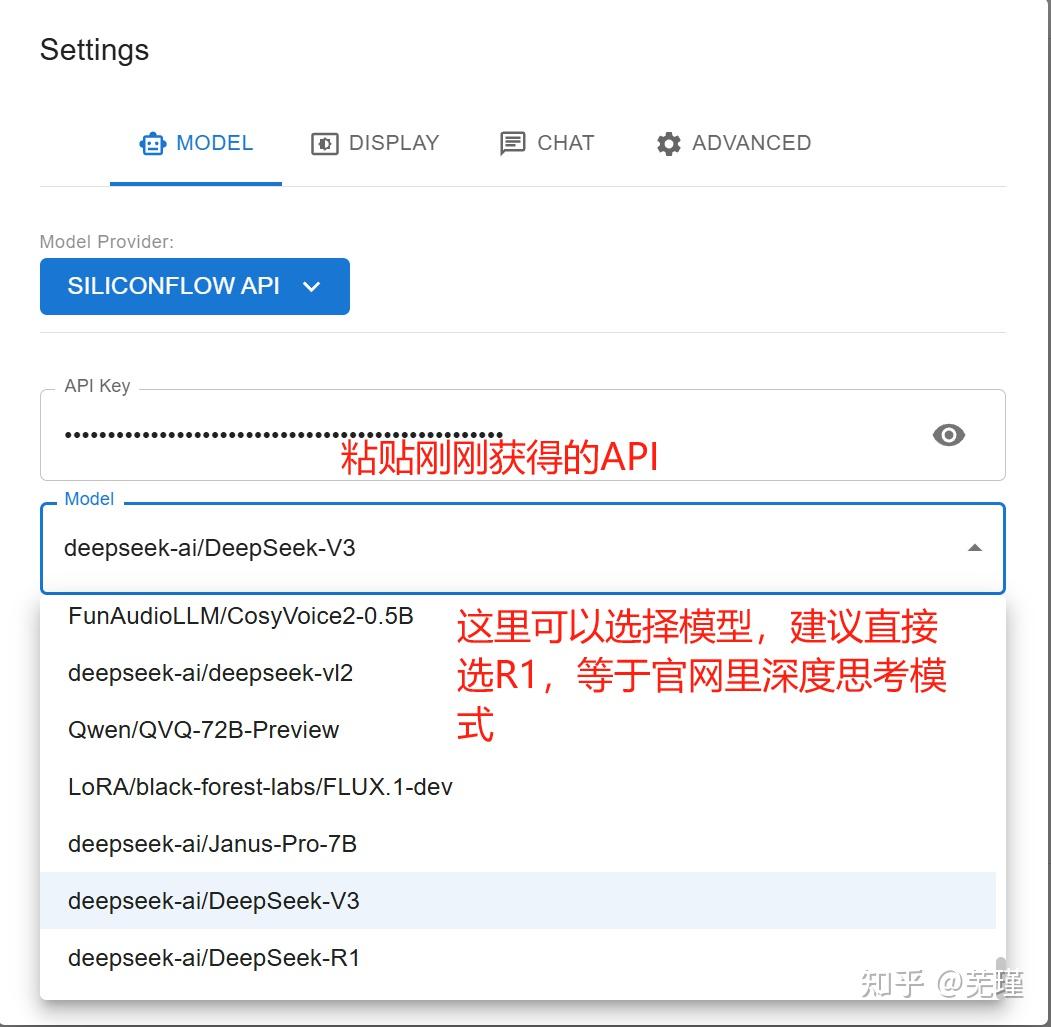 Settings
MODEL
DISPLAY
CHAT
ADVANCED
Model Provider:
SILICONFLOW API
API Key
••••••••••••••••••••••••••••••••••••••••••••••••••••
粘贴刚刚获得的API
Model
deepseek-ai/DeepSeek-V3
FunAudioLLM/CosyVoice2-0.5B
deepseek-ai/deepseek-vl2
Qwen/QVQ-72B-Preview
LoRA/black-forest-labs/FLUX.1-dev
deepseek-ai/Janus-Pro-7B
deepseek-ai/DeepSeek-V3
deepseek-ai/DeepSeek-R1
这里可以选择模型，建议直接
选R1，等于官网里深度思考模
式
知乎 @芜瑾